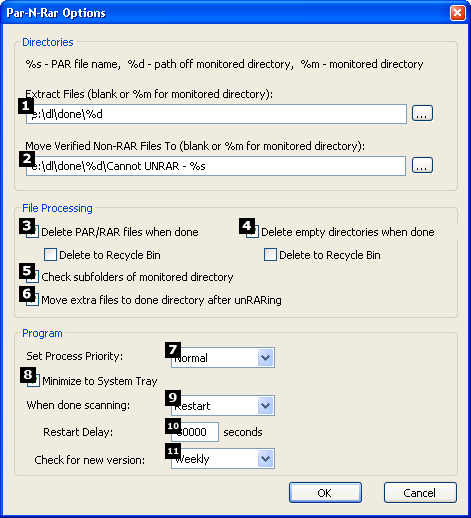 Par-N-Rar Options
Directories
%s - PAR file name, %d - path off monitored directory, %m - monitored directory
Extract Files (blank or %m for monitored directory):
1 e:\dl\done\%d ...
Move Verified Non-RAR Files To (blank or %m for monitored directory):
2 e:\dl\done\%d\Cannot UNRAR - %s ...
File Processing
3 Delete PAR/RAR files when done 4 Delete empty directories when done
Delete to Recycle Bin Delete to Recycle Bin
5 Check subfolders of monitored directory
6 Move extra files to done directory after unRARing
Program
Set Process Priority: 7 Normal
8 Minimize to System Tray
When done scanning: 9 Restart
Restart Delay: 10 0000 seconds
Check for new version: 11 Weekly
OK Cancel